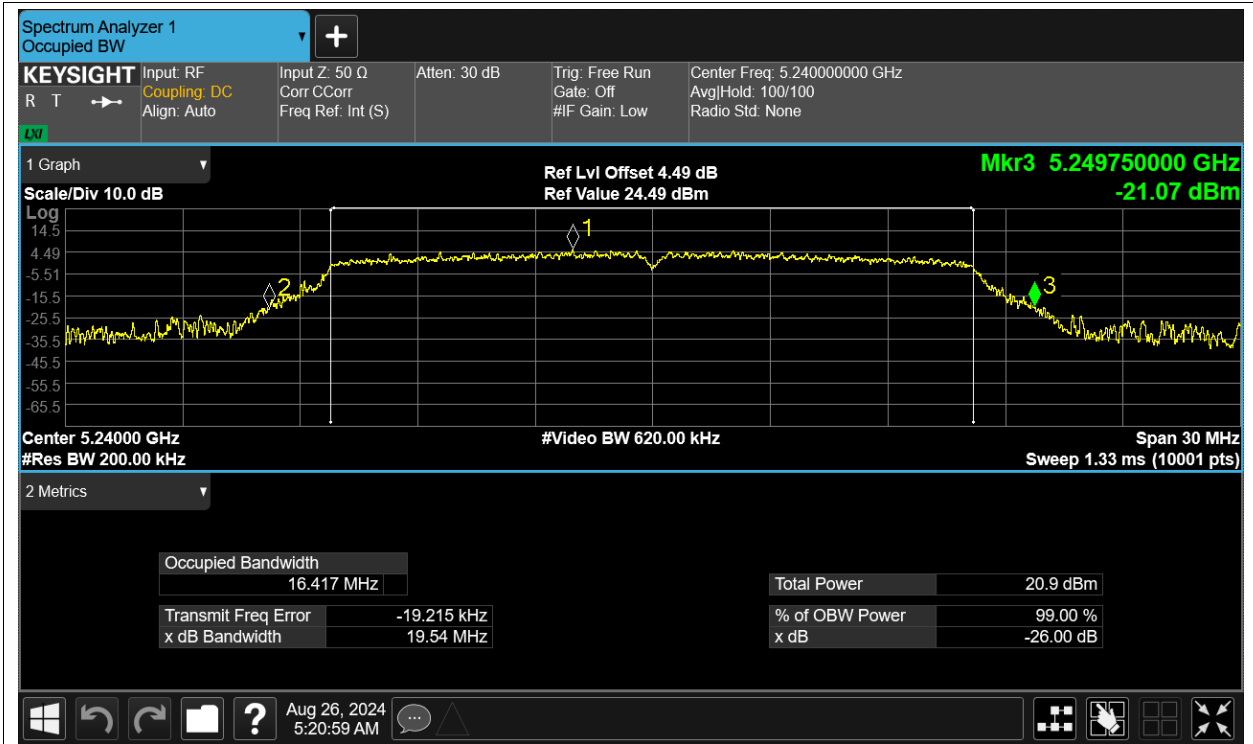 Spectrum Analyzer 1
Occupied BW
+
KEYSIGHT
R T
LXI
Input: RF
Coupling: DC
Align: Auto
Input Z: 50 Ω
Corr CCorr
Freq Ref: Int (S)
Atten: 30 dB
Trig: Free Run
Gate: Off
#IF Gain: Low
Center Freq: 5.240000000 GHz
Avg|Hold: 100/100
Radio Std: None
1 Graph
Scale/Div 10.0 dB
Ref Lvl Offset 4.49 dB
Ref Value 24.49 dBm
Mkr3 5.249750000 GHz
-21.07 dBm
Log
14.5
4.49
-5.51
-15.5
-25.5
-35.5
-45.5
-55.5
-65.5
1
2
3
Center 5.24000 GHz
#Video BW 620.00 kHz
Span 30 MHz
#Res BW 200.00 kHz
Sweep 1.33 ms (10001 pts)
2 Metrics
Occupied Bandwidth
16.417 MHz
Total Power 20.9 dBm
Transmit Freq Error -19.215 kHz
% of OBW Power 99.00 %
x dB Bandwidth 19.54 MHz
x dB -26.00 dB
?
Aug 26, 2024
5:20:59 AM